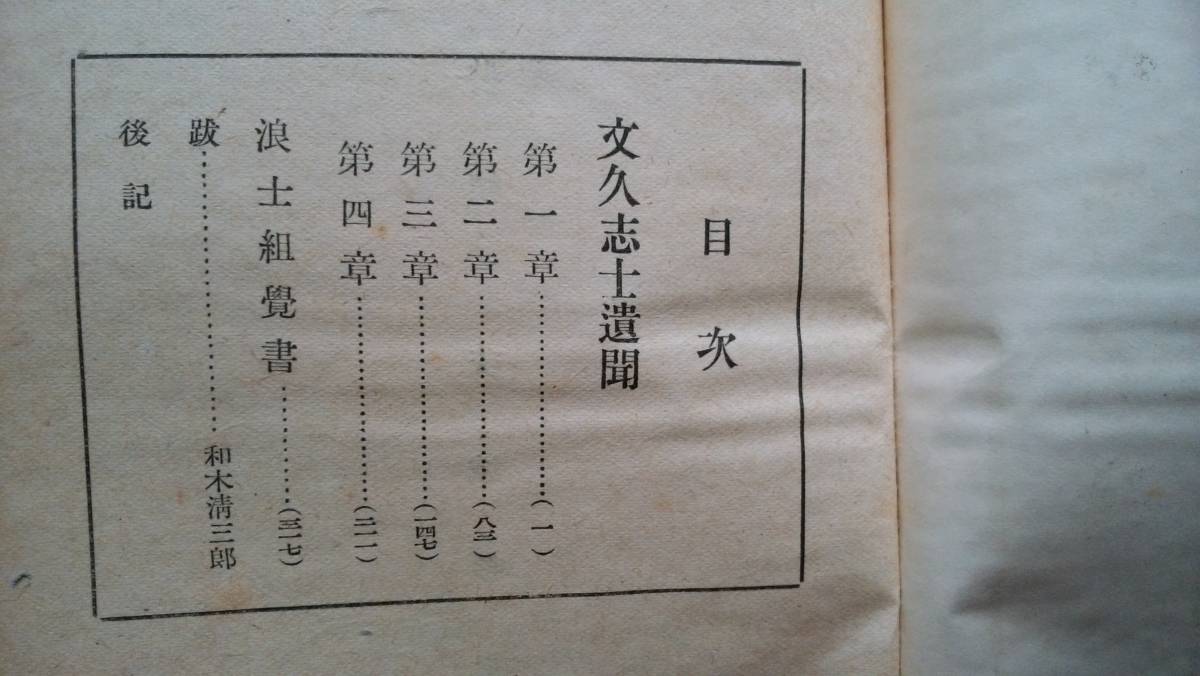 目次
文久志士遺聞
第一章……………………(一)
第二章……………………(八三)
第三章……………………(一四七)
第四章……………………(二一一)
浪士組覺書…………(三一七)
跋……………………………和木淸三郎
後記